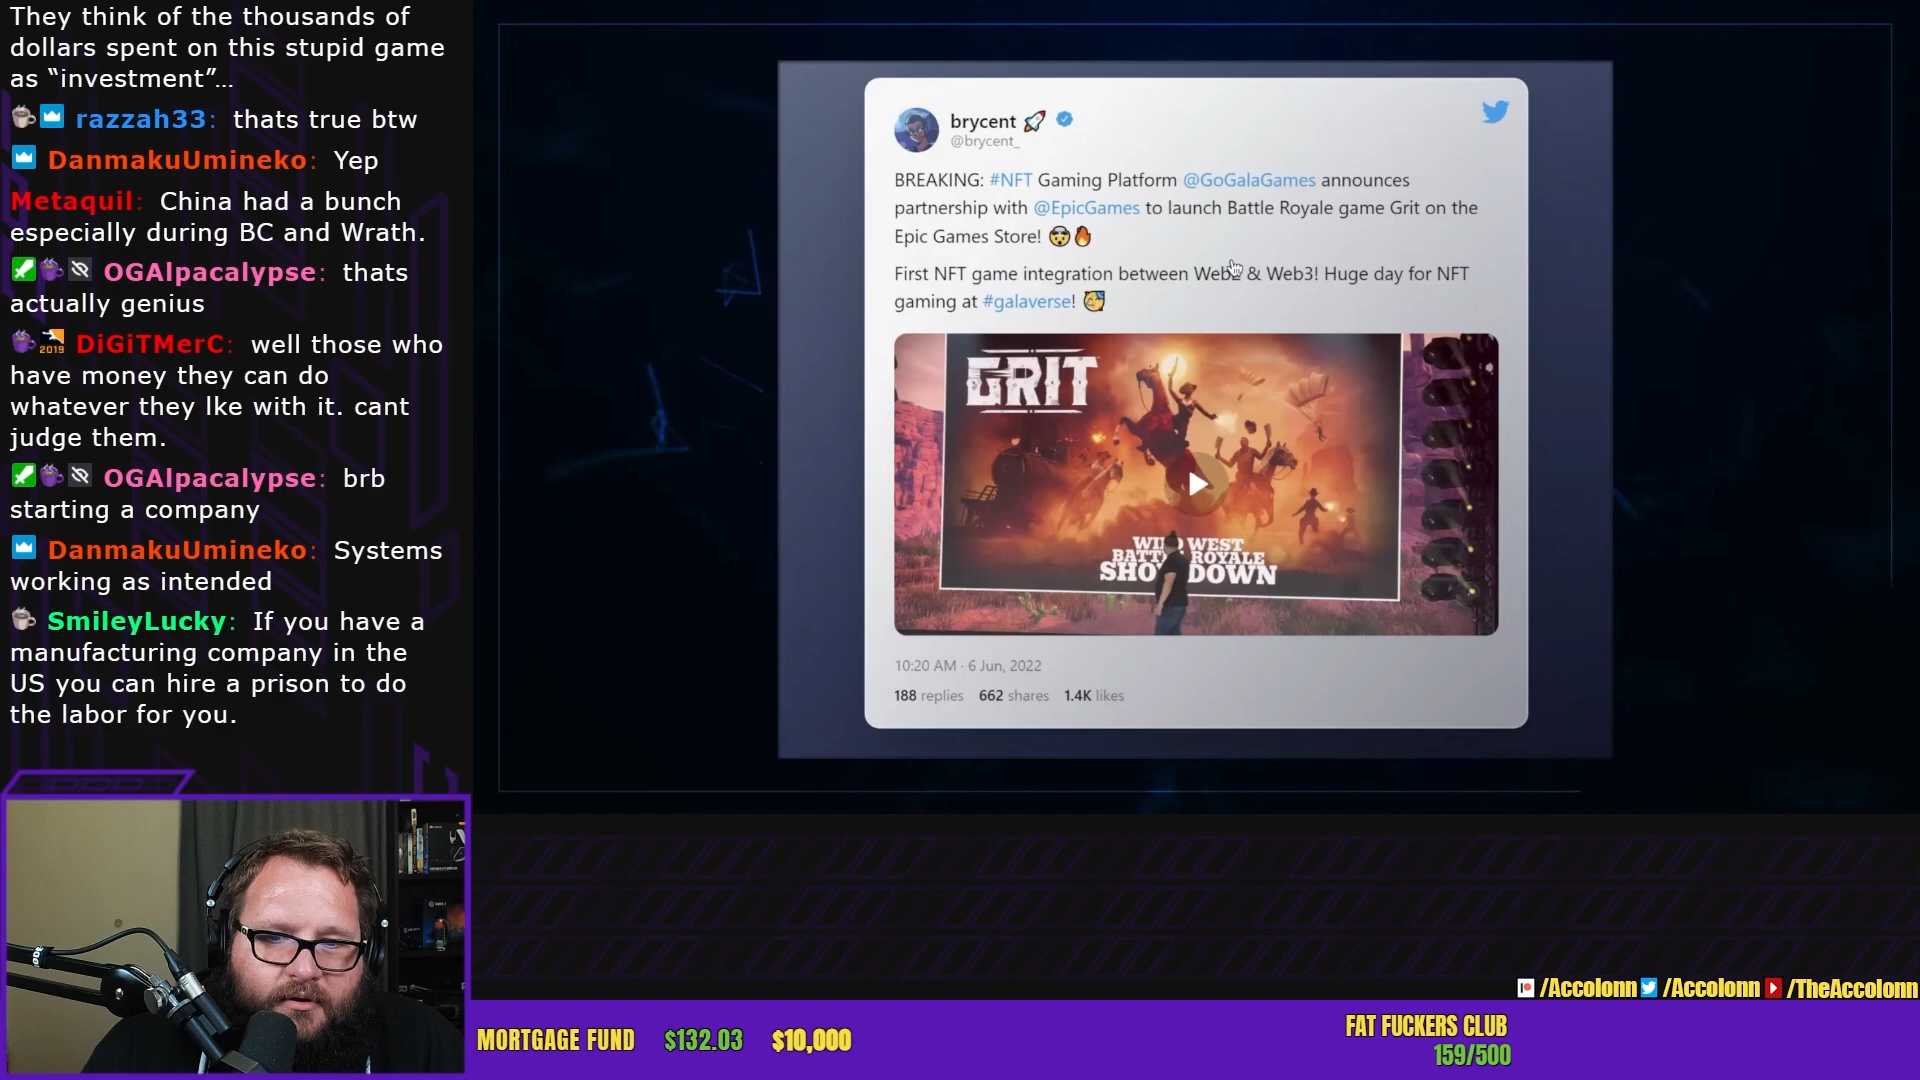 They think of the thousands of
dollars spent on this stupid game
as “investment”...
razzah33: thats true btw
DanmakuUmineko: Yep
Metaquil: China had a bunch
especially during BC and Wrath.
OGAlpacalypse: thats
actually genius
2019 DiGiTMerC: well those who
have money they can do
whatever they lke with it. cant
judge them.
OGAlpacalypse: brb
starting a company
DanmakuUmineko: Systems
working as intended
SmileyLucky: If you have a
manufacturing company in the
US you can hire a prison to do
the labor for you.
brycent
@brycent_
BREAKING: #NFT Gaming Platform @GoGalaGames announces
partnership with @EpicGames to launch Battle Royale game Grit on the
Epic Games Store!
First NFT game integration between Web2 & Web3! Huge day for NFT
gaming at #galaverse!
GRIT
WILD WEST
BATTLE ROYALE
SHOWDOWN
10:20 AM · 6 Jun, 2022
188 replies 662 shares 1.4K likes
/Accolonn /Accolonn /TheAccolonn
MORTGAGE FUND $132.03 $10,000
FAT FUCKERS CLUB
159/500